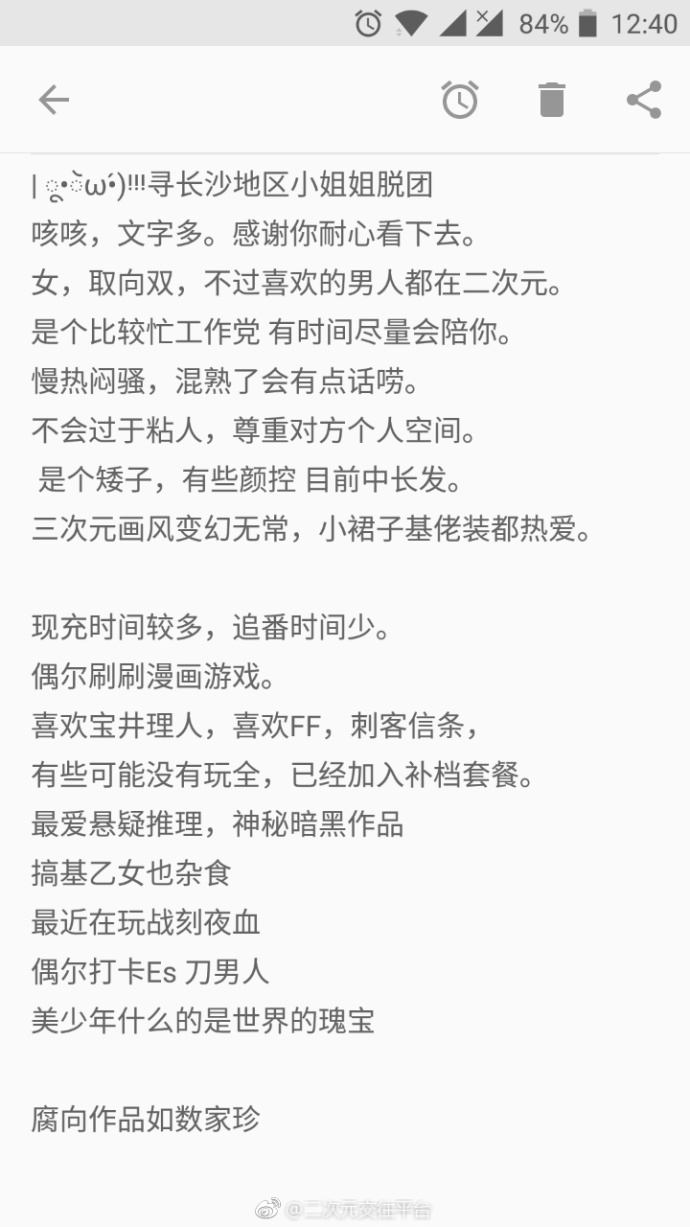 84% 12:40
| ૂ•ૅω•́)!!!寻长沙地区小姐姐脱团
咳咳，文字多。感谢你耐心看下去。
女，取向双，不过喜欢的男人都在二次元。
是个比较忙工作党 有时间尽量会陪你。
慢热闷骚，混熟了会有点话唠。
不会过于粘人，尊重对方个人空间。
是个矮子，有些颜控 目前中长发。
三次元画风变幻无常，小裙子基佬装都热爱。
现充时间较多，追番时间少。
偶尔刷刷漫画游戏。
喜欢宝井理人，喜欢FF，刺客信条，
有些可能没有玩全，已经加入补档套餐。
最爱悬疑推理，神秘暗黑作品
搞基乙女也杂食
最近在玩战刻夜血
偶尔打卡Es 刀男人
美少年什么的是世界的瑰宝
腐向作品如数家珍
@二次元交往平台